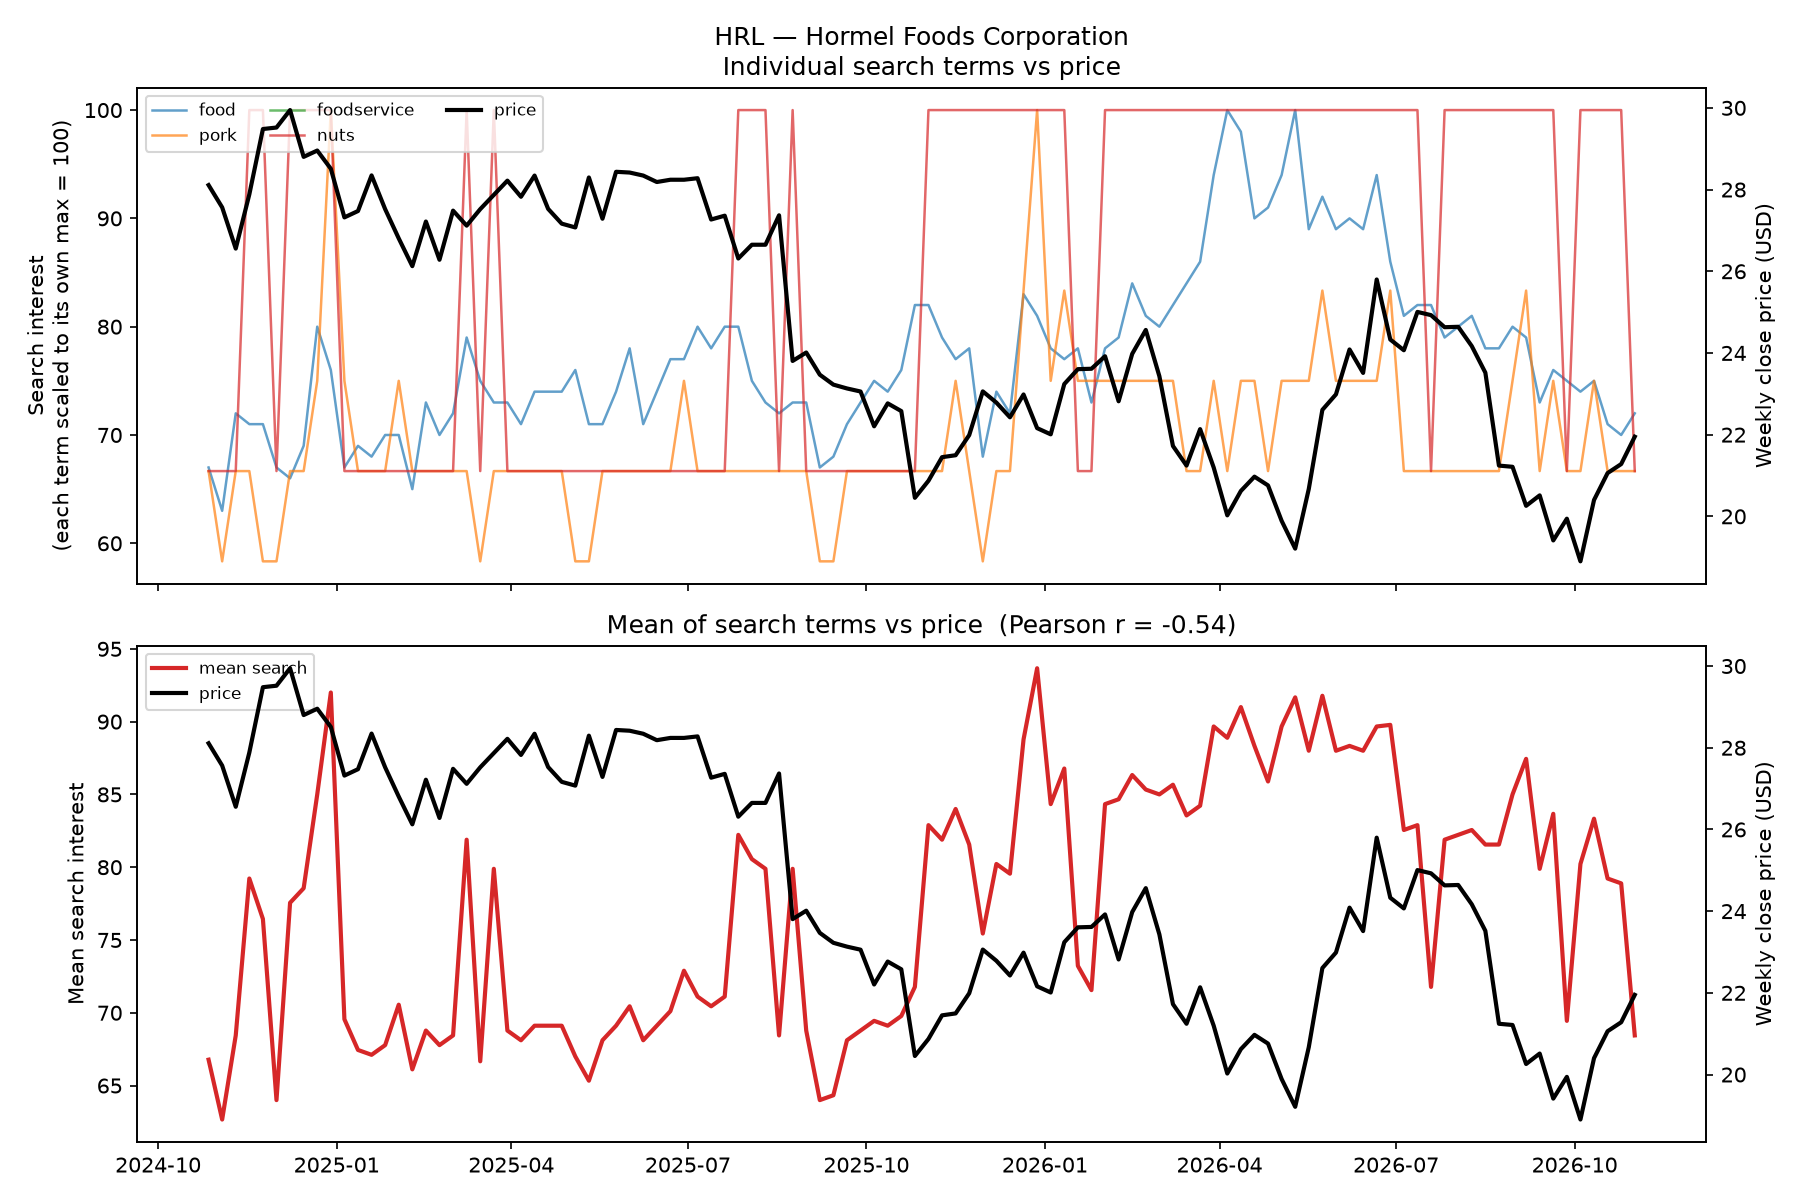 HRL — Hormel Foods Corporation
Individual search terms vs price
food
pork
foodservice
nuts
price
100
90
80
70
60
Search interest
(each term scaled to its own max = 100)
30
28
26
24
22
20
Weekly close price (USD)
Mean of search terms vs price (Pearson r = -0.54)
mean search
price
95
90
85
80
75
70
65
Mean search interest
30
28
26
24
22
20
Weekly close price (USD)
2024-10
2025-01
2025-04
2025-07
2025-10
2026-01
2026-04
2026-07
2026-10